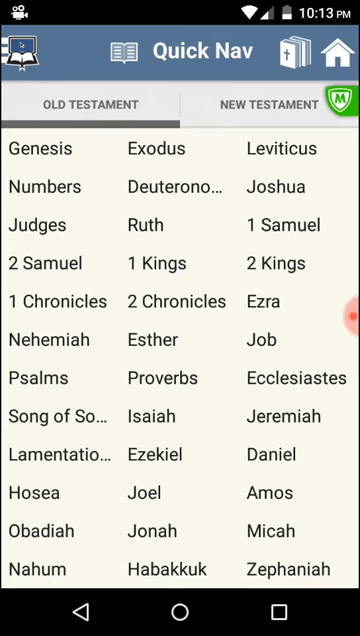 10:13 PM
Quick Nav
OLD TESTAMENT NEW TESTAMENT
Genesis Exodus Leviticus
Numbers Deuterono... Joshua
Judges Ruth 1 Samuel
2 Samuel 1 Kings 2 Kings
1 Chronicles 2 Chronicles Ezra
Nehemiah Esther Job
Psalms Proverbs Ecclesiastes
Song of So... Isaiah Jeremiah
Lamentatio... Ezekiel Daniel
Hosea Joel Amos
Obadiah Jonah Micah
Nahum Habakkuk Zephaniah